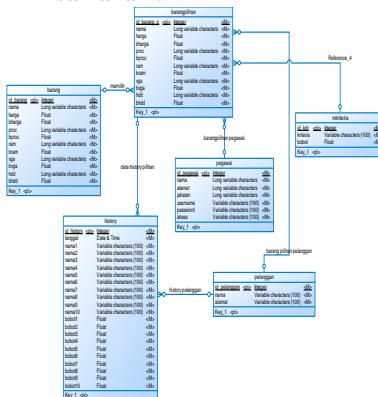 barangpilihan
id_barang_p <pi> Integer <M>
nama Long variable characters <M>
harga Float <M>
bharga Float <M>
proc Long variable characters <M>
bproc Float <M>
ram Long variable characters <M>
bram Float <M>
vga Long variable characters <M>
bvga Float <M>
hdd Long variable characters <M>
bhdd Float <M>
Key_1 <pi>
Reference_4
barang
id_barang <pi> Integer <M>
nama Long variable characters <M>
harga Float <M>
bharga Float <M>
proc Long variable characters <M>
bproc Float <M>
ram Long variable characters <M>
bram Float <M>
vga Long variable characters <M>
bvga Float <M>
hdd Long variable characters <M>
bhdd Float <M>
Key_1 <pi>
memilih
mkriteria
id_krit <pi> Integer <M>
kriteria Variable characters (100) <M>
bobot Float <M>
Key_1 <pi>
barangpilihan pegawai
data history pilihan
pegawai
id_pegawai <pi> Integer <M>
nama Long variable characters <M>
alamat Long variable characters <M>
jabatan Long variable characters <M>
username Variable characters (100) <M>
password Variable characters (100) <M>
akses Variable characters (100) <M>
Key_1 <pi>
barang pilihan pelanggan
history
id_history <pi> Integer <M>
tanggal Date & Time <M>
nama1 Variable characters (100) <M>
nama2 Variable characters (100) <M>
nama3 Variable characters (100) <M>
nama4 Variable characters (100) <M>
nama5 Variable characters (100) <M>
nama6 Variable characters (100) <M>
nama7 Variable characters (100) <M>
nama8 Variable characters (100) <M>
nama9 Variable characters (100) <M>
nama10 Variable characters (100) <M>
bobot1 Float <M>
bobot2 Float <M>
bobot3 Float <M>
bobot4 Float <M>
bobot5 Float <M>
bobot6 Float <M>
bobot7 Float <M>
bobot8 Float <M>
bobot9 Float <M>
bobot10 Float <M>
Key_1 <pi>
history pelanggan
pelanggan
id_pelanggan <pi> Integer <M>
nama Variable characters (100) <M>
alamat Variable characters (100) <M>
Key_1 <pi>